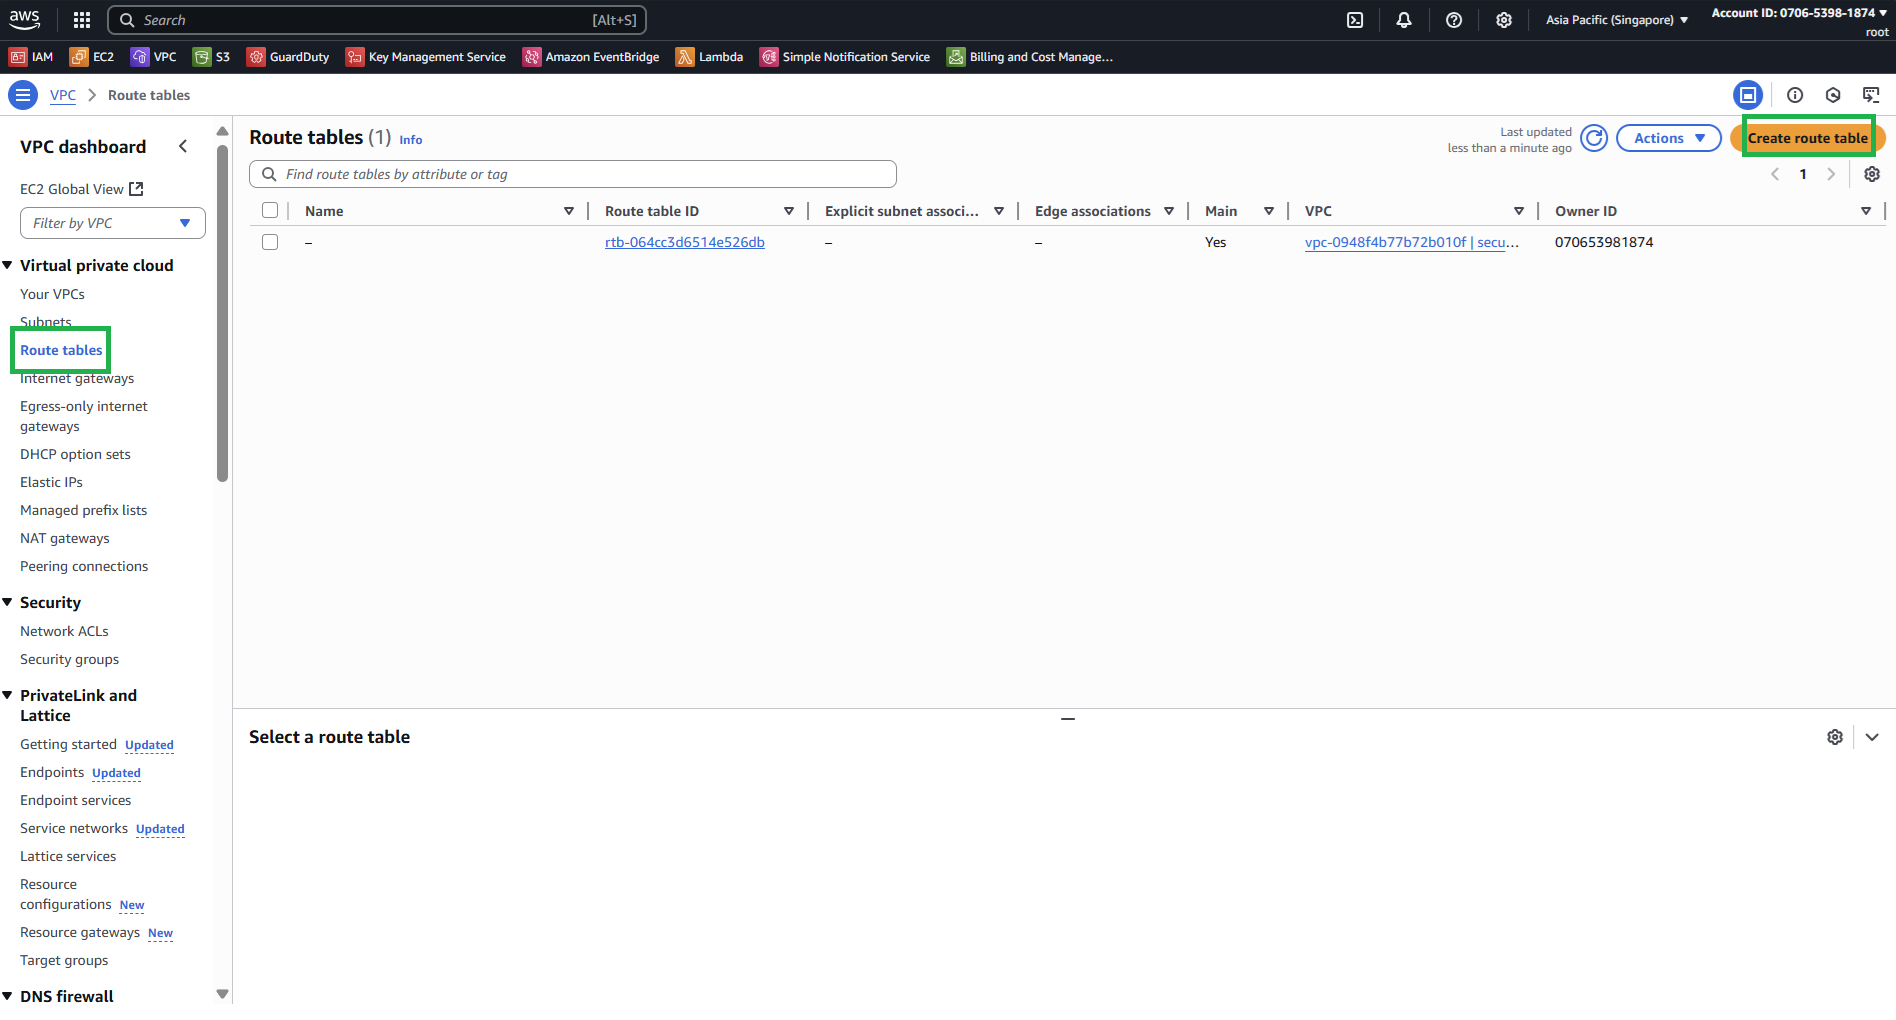 aws
Search [Alt+S]
Asia Pacific (Singapore)
Account ID: 0706-5398-1874
root
IAM EC2 VPC S3 GuardDuty Key Management Service Amazon EventBridge Lambda Simple Notification Service Billing and Cost Manage...
VPC Route tables
VPC dashboard
EC2 Global View
Filter by VPC
Virtual private cloud
Your VPCs
Subnets
Route tables
Internet gateways
Egress-only internet
gateways
DHCP option sets
Elastic IPs
Managed prefix lists
NAT gateways
Peering connections
Security
Network ACLs
Security groups
PrivateLink and
Lattice
Getting started Updated
Endpoints Updated
Endpoint services
Service networks Updated
Lattice services
Resource
configurations New
Resource gateways New
Target groups
DNS firewall
Route tables (1) Info
Last updated
less than a minute ago
Actions
Create route table
Find route tables by attribute or tag
1
Name Route table ID Explicit subnet associ... Edge associations Main VPC Owner ID
– rtb-064cc3d6514e526db – – Yes vpc-0948f4b77b72b010f | secu... 070653981874
Select a route table